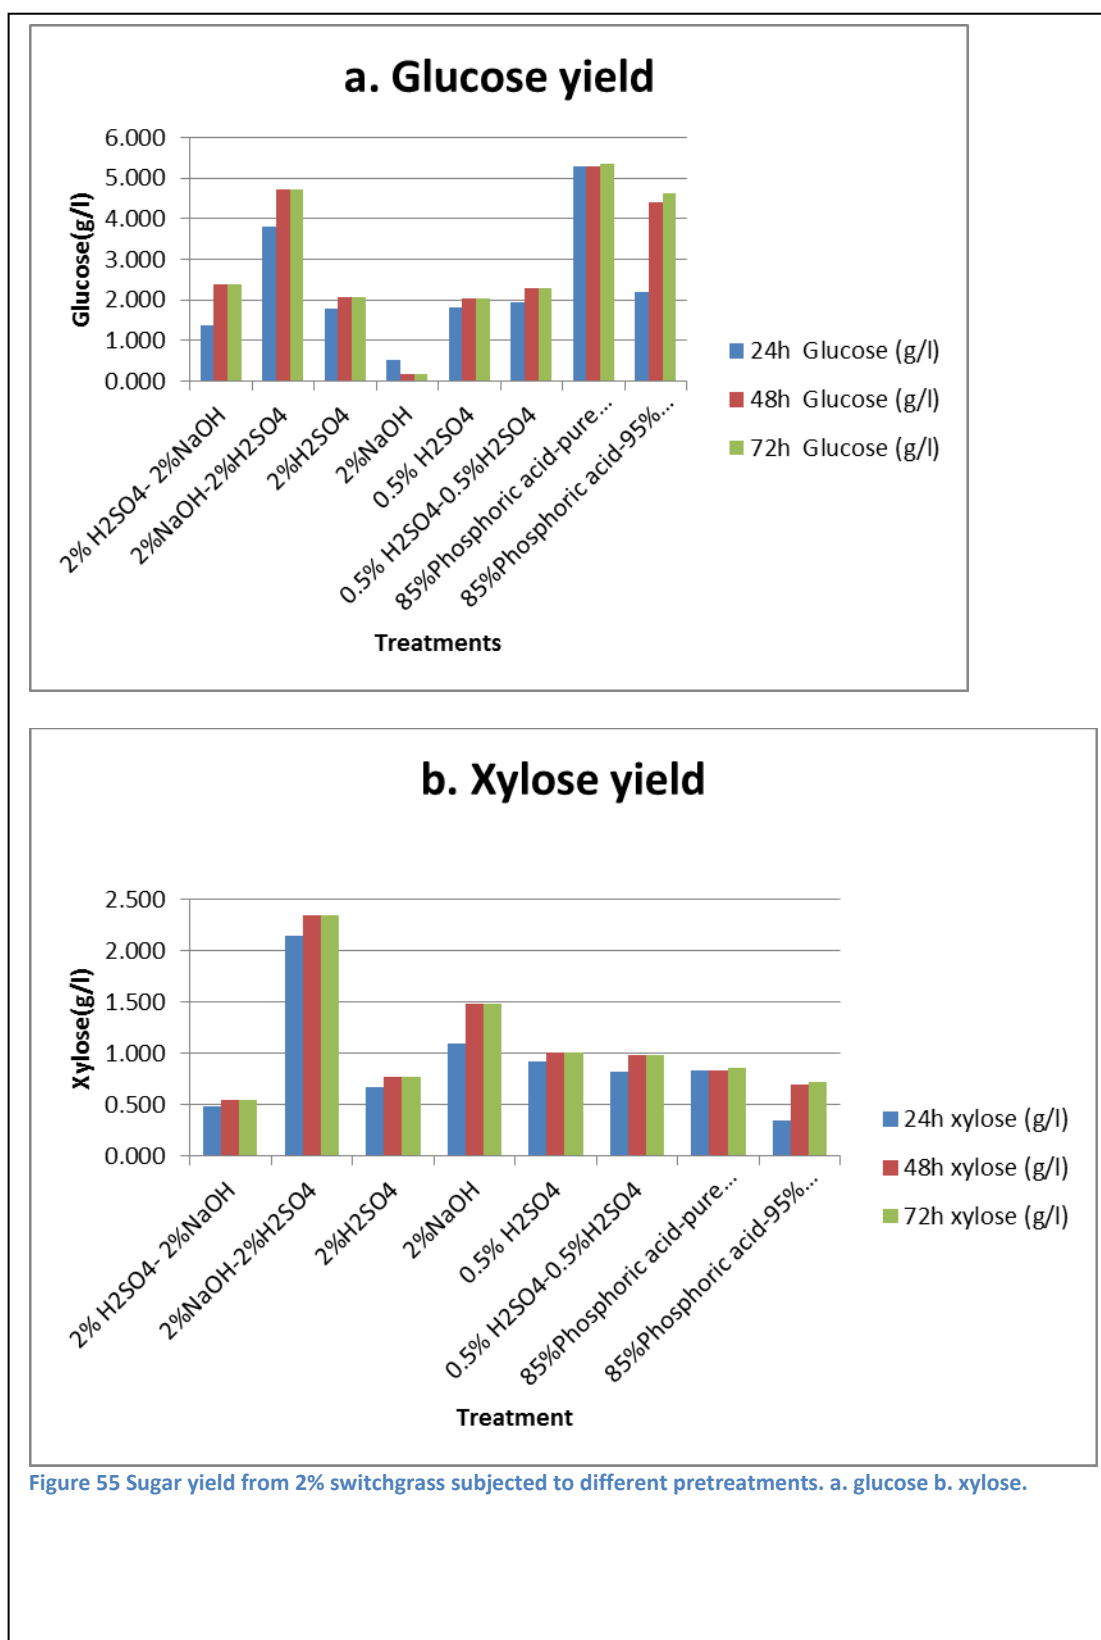 a. Glucose yield
6.000
5.000
4.000
3.000
2.000
1.000
0.000
Glucose(g/l)
2% H2SO4- 2%NaOH
2%NaOH-2%H2SO4
2%H2SO4
2%NaOH
0.5% H2SO4
0.5% H2SO4-0.5%H2SO4
85%Phosphoric acid-pure...
85%Phosphoric acid-95%...
Treatments
24h Glucose (g/l)
48h Glucose (g/l)
72h Glucose (g/l)
b. Xylose yield
2.500
2.000
1.500
1.000
0.500
0.000
Xylose(g/l)
2% H2SO4- 2%NaOH
2%NaOH-2%H2SO4
2%H2SO4
2%NaOH
0.5% H2SO4
0.5% H2SO4-0.5%H2SO4
85%Phosphoric acid-pure...
85%Phosphoric acid-95%...
Treatment
24h xylose (g/l)
48h xylose (g/l)
72h xylose (g/l)
Figure 55 Sugar yield from 2% switchgrass subjected to different pretreatments. a. glucose b. xylose.